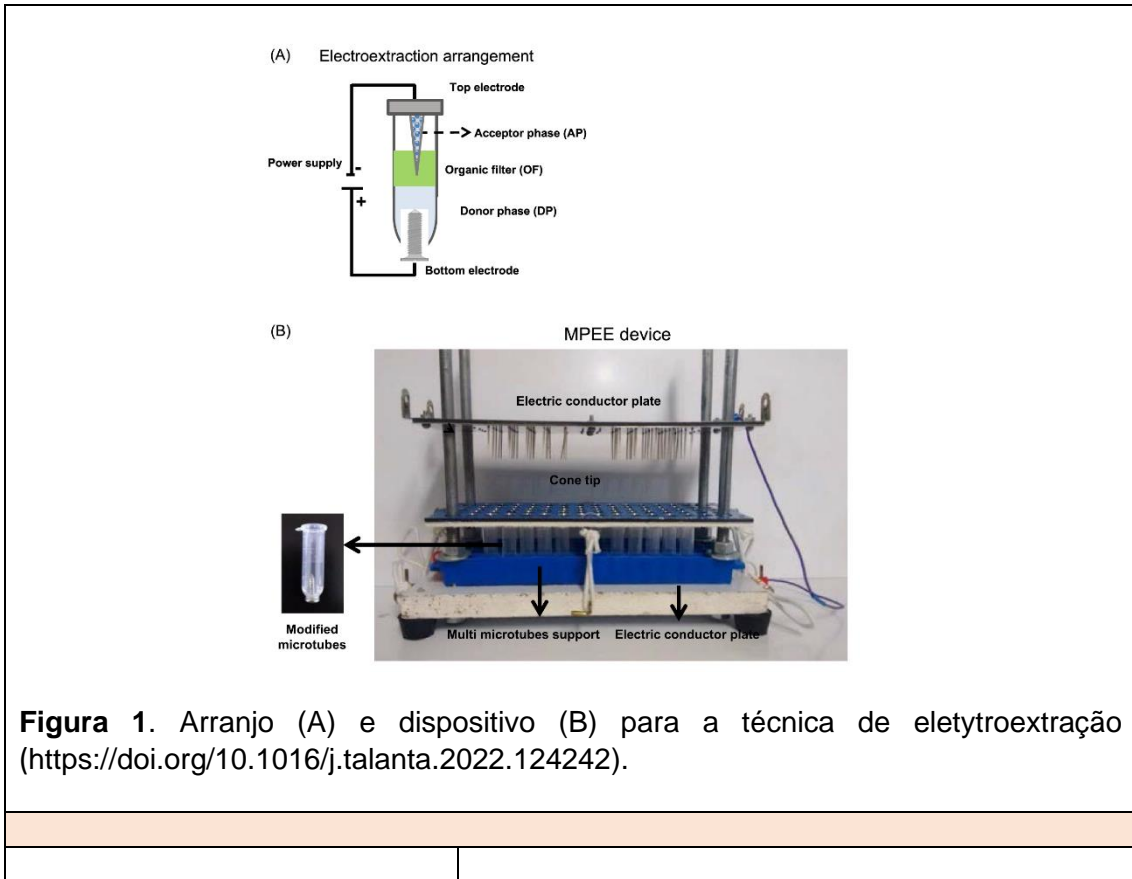 (A) Electroextraction arrangement
Top electrode
Acceptor phase (AP)
Power supply
-
Organic filter (OF)
+
Donor phase (DP)
Bottom electrode
(B) MPEE device
Electric conductor plate
Cone tip
Modified
microtubes
Multi microtubes support Electric conductor plate
Figura 1. Arranjo (A) e dispositivo (B) para a técnica de eletytroextração
(https://doi.org/10.1016/j.talanta.2022.124242).